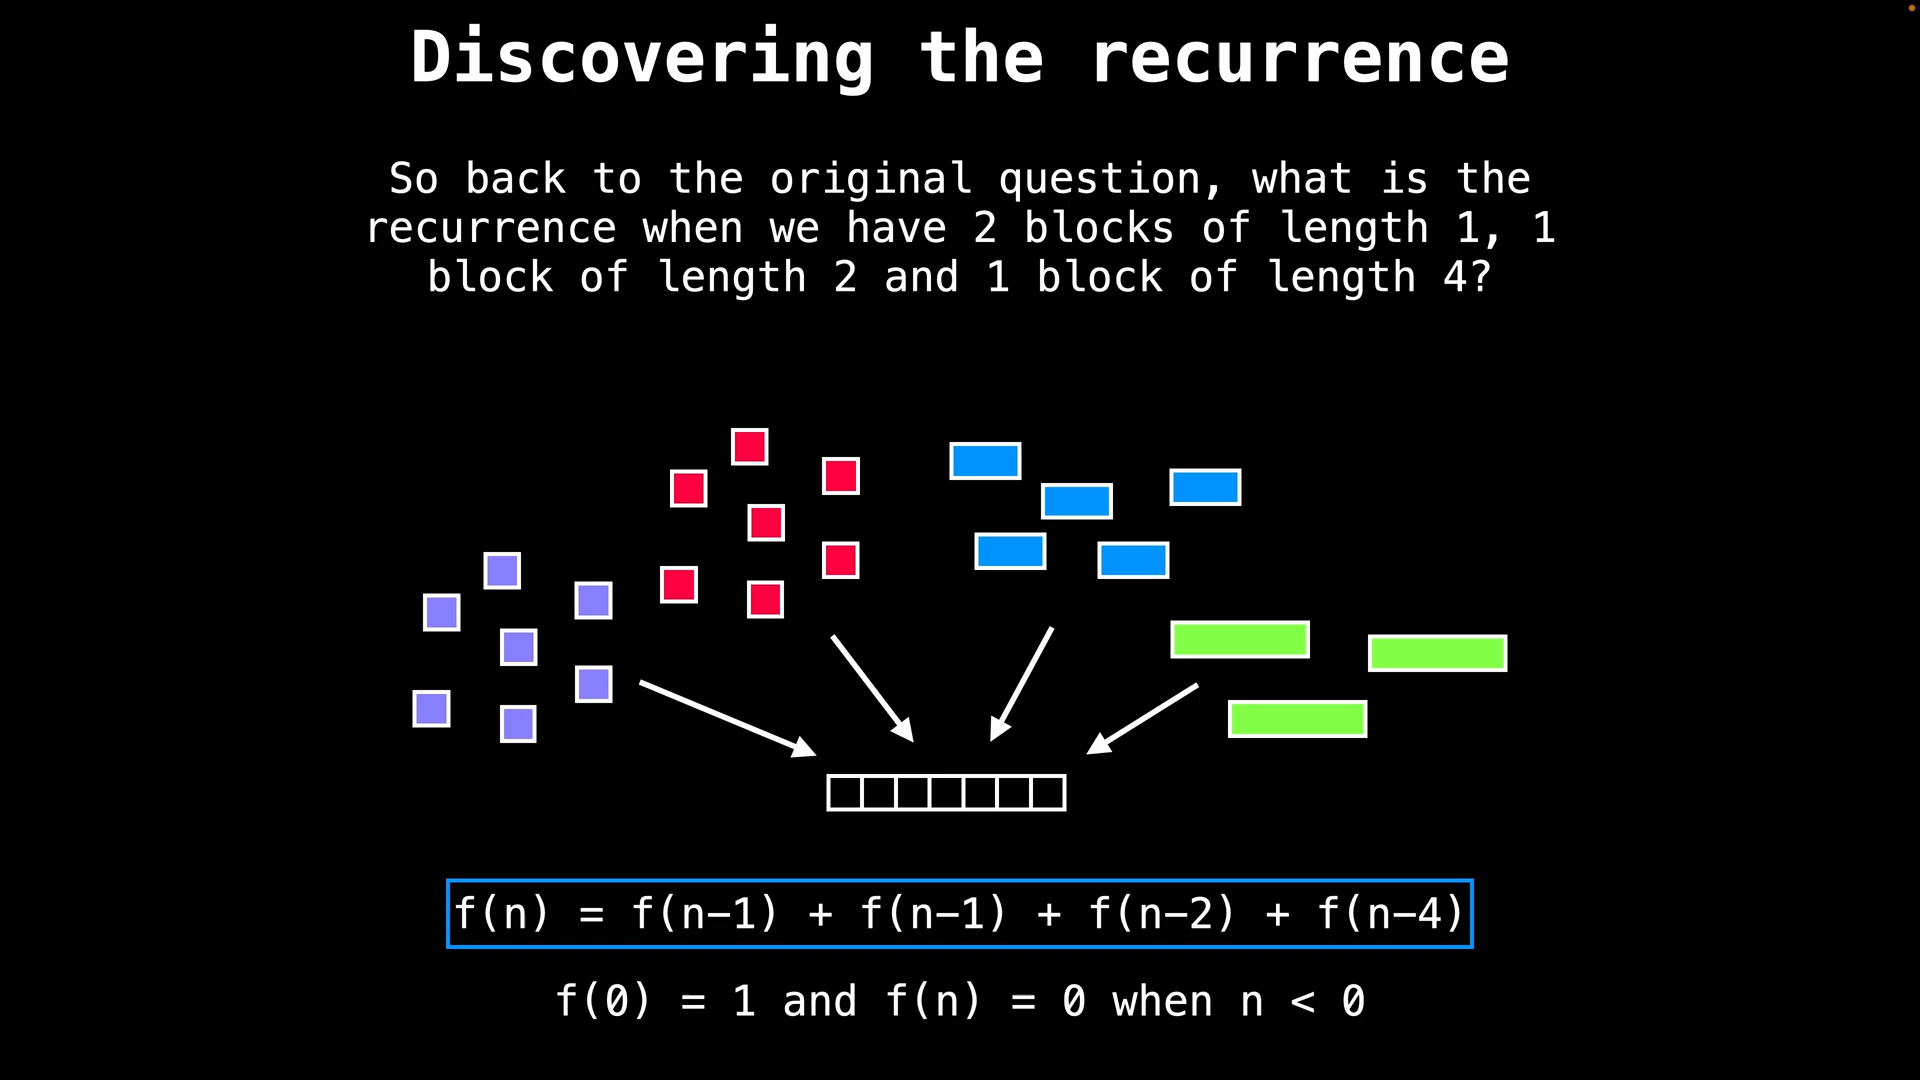 Discovering the recurrence
So back to the original question, what is the
recurrence when we have 2 blocks of length 1, 1
block of length 2 and 1 block of length 4?
f(n) = f(n−1) + f(n−1) + f(n−2) + f(n−4)
f(0) = 1 and f(n) = 0 when n < 0